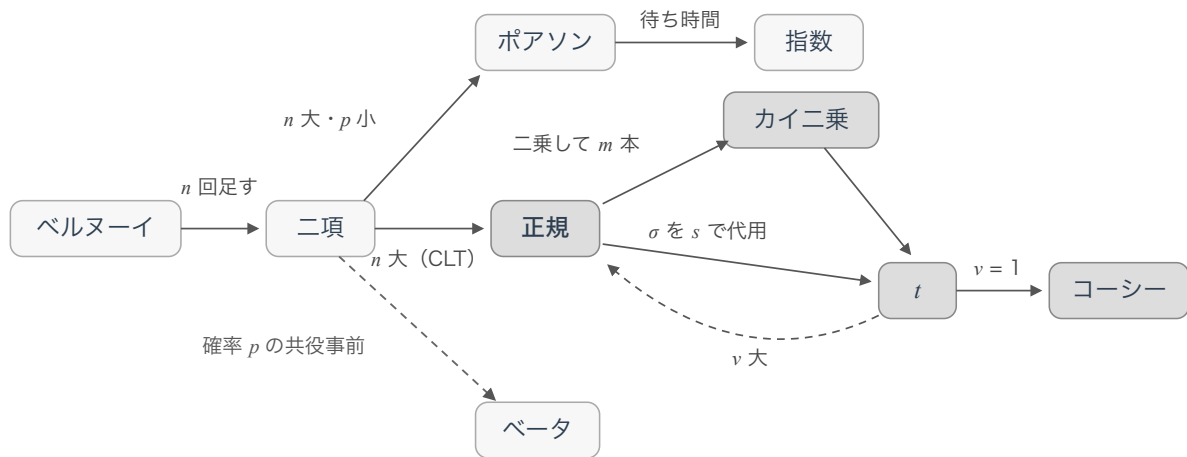 待ち時間
ポアソン
指数
n 大・p 小
カイ二乗
二乗して m 本
n 回足す
ベルヌーイ
二項
正規
σ を s で代用
n 大（CLT）
ν = 1
t
コーシー
確率 p の共役事前
ν 大
ベータ